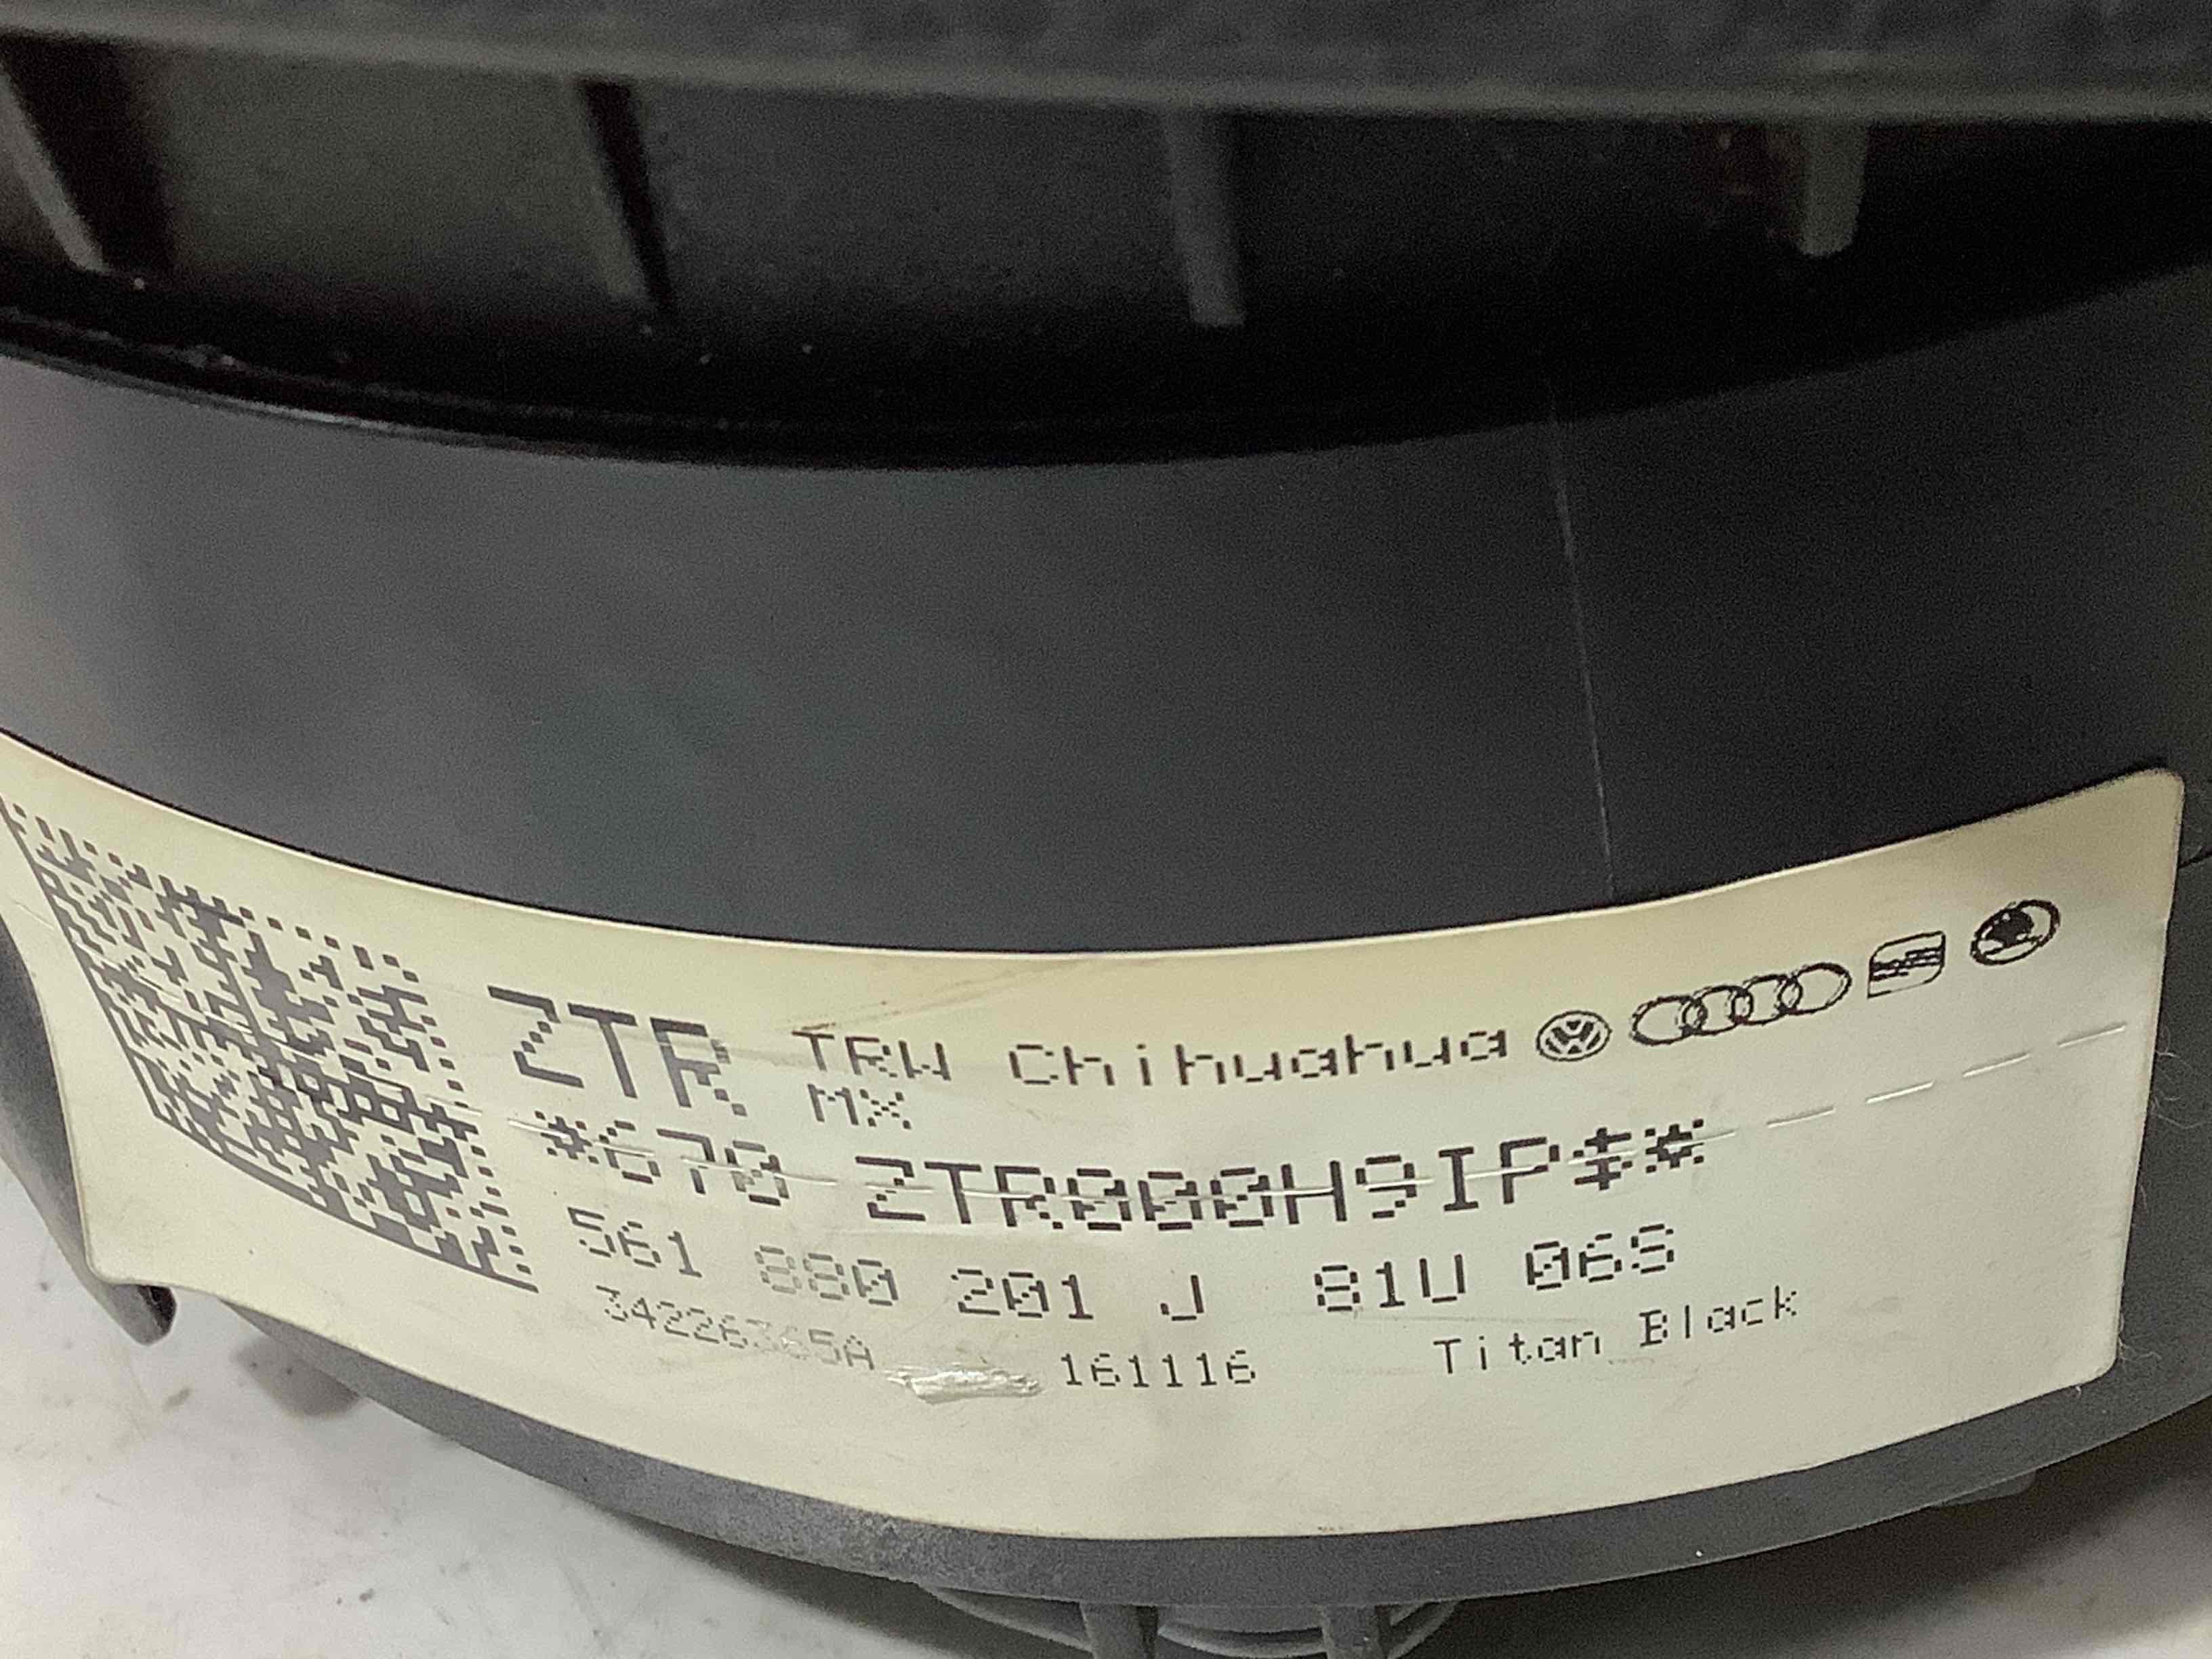 ZTR TRW Chihuahua
MX
*670 ZTR000H9IP$*
561 880 201 J 81U 06S
34226365A 161116 Titan Black